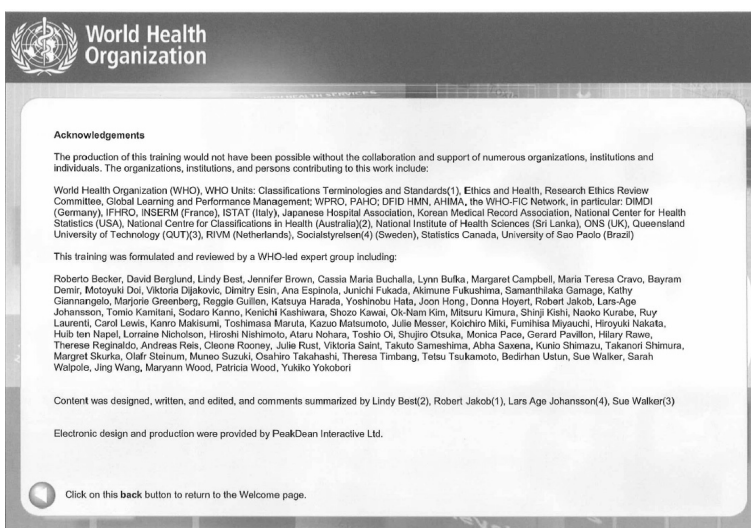 World Health
Organization
Acknowledgements
The production of this training would not have been possible without the collaboration and support of numerous organizations, institutions and
individuals. The organizations, institutions, and persons contributing to this work include:
World Health Organization (WHO), WHO Units: Classifications Terminologies and Standards(1), Ethics and Health, Research Ethics Review
Committee, Global Learning and Performance Management; WPRO, PAHO; DFID HMN, AHIMA, the WHO-FIC Network, in particular: DIMDI
(Germany), IFHRO, INSERM (France), ISTAT (Italy), Japanese Hospital Association, Korean Medical Record Association, National Center for Health
Statistics (USA), National Centre for Classifications in Health (Australia)(2), National Institute of Health Sciences (Sri Lanka), ONS (UK), Queensland
University of Technology (QUT)(3), RIVM (Netherlands), Socialstyrelsen(4) (Sweden), Statistics Canada, University of Sao Paolo (Brazil)
This training was formulated and reviewed by a WHO-led expert group including:
Roberto Becker, David Berglund, Lindy Best, Jennifer Brown, Cassia Maria Buchalla, Lynn Bufka, Margaret Campbell, Maria Teresa Cravo, Bayram
Demir, Motoyuki Doi, Viktoria Dijakovic, Dimitry Esin, Ana Espinola, Junichi Fukada, Akimune Fukushima, Samanthilaka Gamage, Kathy
Giannangelo, Marjorie Greenberg, Reggie Guillen, Katsuya Harada, Yoshinobu Hata, Joon Hong, Donna Hoyert, Robert Jakob, Lars-Age
Johansson, Tomio Kamitani, Sodaro Kanno, Kenichi Kashiwara, Shozo Kawai, Ok-Nam Kim, Mitsuru Kimura, Shinji Kishi, Naoko Kurabe, Ruy
Laurenti, Carol Lewis, Kanro Makisumi, Toshimasa Maruta, Kazuo Matsumoto, Julie Messer, Koichiro Miki, Fumihisa Miyauchi, Hiroyuki Nakata,
Huib ten Napel, Lorraine Nicholson, Hiroshi Nishimoto, Ataru Nohara, Toshio Oi, Shujiro Otsuka, Monica Pace, Gerard Pavillon, Hilary Rawe,
Therese Reginaldo, Andreas Reis, Cleone Rooney, Julie Rust, Viktoria Saint, Takuto Sameshima, Abha Saxena, Kunio Shimazu, Takanori Shimura,
Margret Skurka, Olafr Steinum, Muneo Suzuki, Osahiro Takahashi, Theresa Timbang, Tetsu Tsukamoto, Bedirhan Ustun, Sue Walker, Sarah
Walpole, Jing Wang, Maryann Wood, Patricia Wood, Yukiko Yokobori
Content was designed, written, and edited, and comments summarized by Lindy Best(2), Robert Jakob(1), Lars Age Johansson(4), Sue Walker(3)
Electronic design and production were provided by PeakDean Interactive Ltd.
Click on this back button to return to the Welcome page.